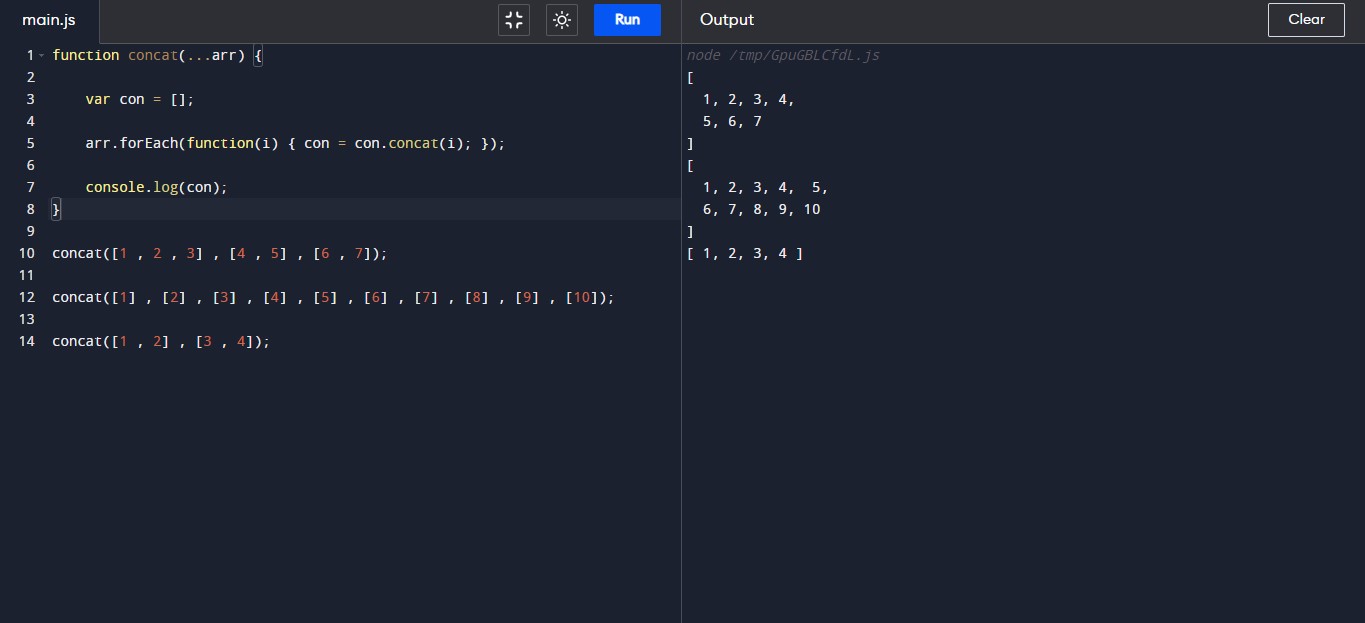 main.js
Run
Output
Clear
1 function concat(...arr) {
2
3 var con = [];
4
5 arr.forEach(function(i) { con = con.concat(i); });
6
7 console.log(con);
8 }
9
10 concat([1 , 2 , 3] , [4 , 5] , [6 , 7]);
11
12 concat([1] , [2] , [3] , [4] , [5] , [6] , [7] , [8] , [9] , [10]);
13
14 concat([1 , 2] , [3 , 4]);
node /tmp/GpuGBLCfdL.js
[
1, 2, 3, 4,
5, 6, 7
]
[
1, 2, 3, 4,  5,
6, 7, 8, 9, 10
]
[ 1, 2, 3, 4 ]